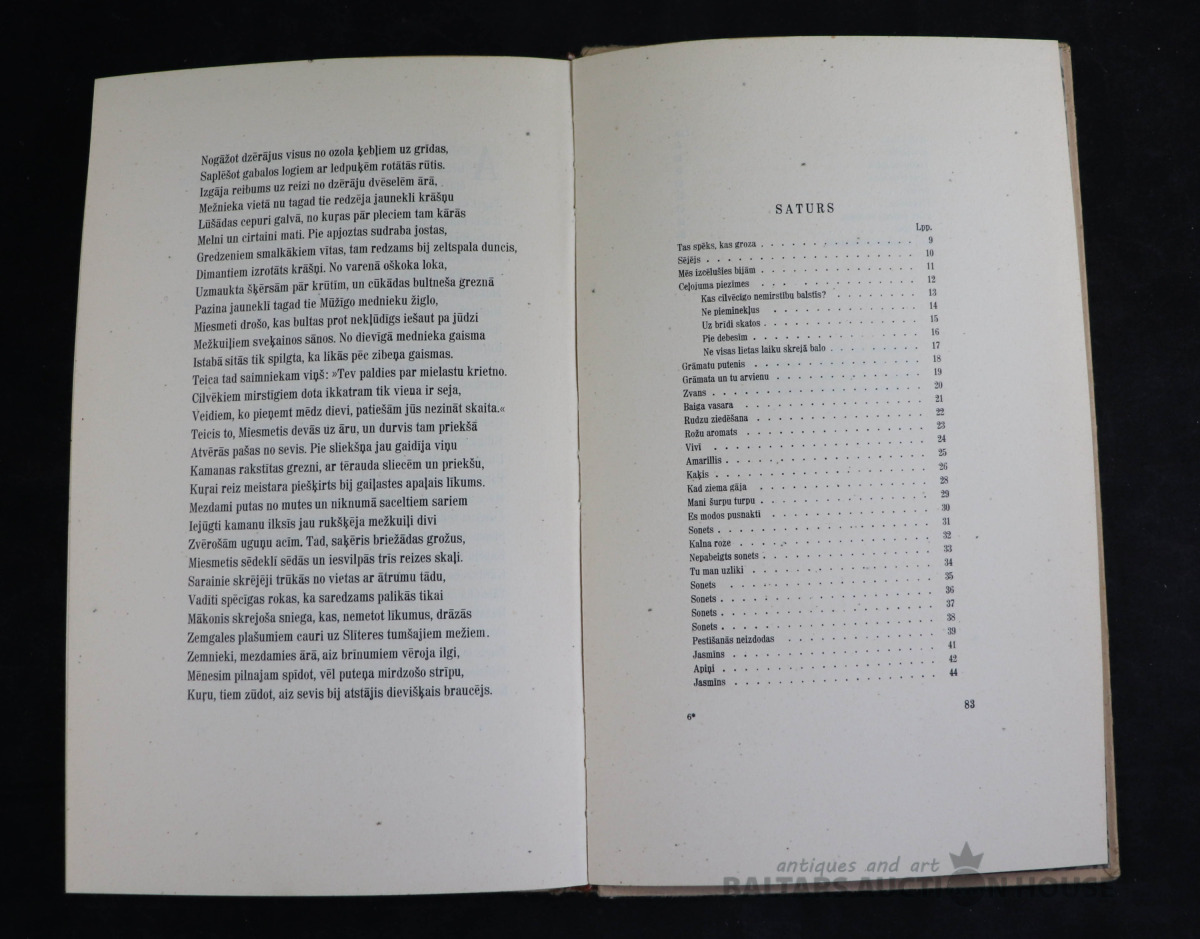 Nogāžot dzērājus visus no ozola ķebļiem uz grīdas,
Saplēšot gabalos logiem ar ledpuķēm rotātās rūtis.
Izgāja reibums uz reizi no dzērāju dvēselēm ārā,
Mežnieka vietā nu tagad tie redzēja jaunekli krāšņu
Lūšādas cepuri galvā, no kuŗas pār pleciem tam kārās
Melni un cirtaini mati. Pie apjoztas sudraba jostas,
Gredzeniem smalkākiem vītas, tam redzams bij zeltspala duncis,
Dimantiem izrotāts krāšņi. No varenā oškoka loka,
Uzmaukta šķērsām pār krūtīm, un cūkādas bultneša greznā
Pazina jaunekli tagad tie Mūžīgo mednieku žiglo,
Miesmeti drošo, kas bultas prot nekļūdīgs iešaut pa jūdzi
Mežkuiļiem sveķainos sānos. No dievīgā mednieka gaisma
Istabā sitās tik spilgta, ka likās pēc zibeņa gaismas.
Teica tad saimniekam viņš: »Tev paldies par mielastu krietno.
Cilvēkiem mirstīgiem dota ikkatram tik viena ir seja,
Veidiem, ko pieņemt mēdz dievi, patiešām jūs nezināt skaita.«
Teicis to, Miesmetis devās uz āru, un durvis tam priekšā
Atvērās pašas no sevis. Pie sliekšņa jau gaidīja viņu
Kamanas rakstītas grezni, ar tērauda sliecēm un priekšu,
Kuŗai reiz meistara piešķirts bij gaiļastes apaļais līkums.
Mezdami putas no mutes un niknumā saceltiem sariem
Iejūgti kamanu ilksīs jau rukšķēja mežkuiļi divi
Zvērošām uguņu acīm. Tad, saķēris briežādas grožus,
Miesmetis sēdeklī sēdās un iesvilpās trīs reizes skaļi.
Sarainie skrējēji trūkās no vietas ar ātrumu tādu,
Vadīti spēcīgas rokas, ka saredzams palikās tikai
Mākonis skrejoša sniega, kas, nemetot līkumus, drāzās
Zemgales plašumiem cauri uz Slīteres tumšajiem mežiem.
Zemnieki, mezdamies ārā, aiz brīnumiem vēroja ilgi,
Mēnesim pilnajam spīdot, vēl puteņa mirdzošo strīpu,
Kuŗu, tiem zūdot, aiz sevis bij atstājis dievišķais braucējs.
SATURS
Lpp.
Tas spēks, kas groza . . . . . . . . . . . . 9
Sējējs . . . . . . . . . . . . 10
Mēs izcēlušies bijām . . . . . . . . . . . . 11
Ceļojuma piezīmes . . . . . . . . . . . . 12
Kas cilvēcīgo nemirstību balstīs? . . . . . . . . 13
Ne piemineklus . . . . . . . . . . . . 14
Uz brīdi skatos . . . . . . . . . . . . 15
Pie debesīm . . . . . . . . . . . . 16
Ne visas lietas laiku skrejā balo . . . . . . . . 17
Grāmatu putenis . . . . . . . . . . . . 18
Grāmata un tu arvienu . . . . . . . . . . . . 19
Zvans . . . . . . . . . . . . 20
Baiga vasara . . . . . . . . . . . . 21
Rudzu ziedēšana . . . . . . . . . . . . 22
Rožu aromats . . . . . . . . . . . . 23
Vivī . . . . . . . . . . . . 24
Amarillis . . . . . . . . . . . . 25
Kaķis . . . . . . . . . . . . 26
Kad ziema gāja . . . . . . . . . . . . 28
Mani šurpu turpu . . . . . . . . . . . . 29
Es modos pusnakti . . . . . . . . . . . . 30
Sonets . . . . . . . . . . . . 31
Kalna roze . . . . . . . . . . . . 32
Nepabeigts sonets . . . . . . . . . . . . 33
Tu man uzliki . . . . . . . . . . . . 34
Sonets . . . . . . . . . . . . 35
Sonets . . . . . . . . . . . . 36
Sonets . . . . . . . . . . . . 37
Sonets . . . . . . . . . . . . 38
Pestīšanās neizdodas . . . . . . . . . . . . 39
Jasmīns . . . . . . . . . . . . 41
Apiņi . . . . . . . . . . . . 42
Jasmīns . . . . . . . . . . . . 44
6*
83
antiques and art
BALTARS AUCTION HOUSE